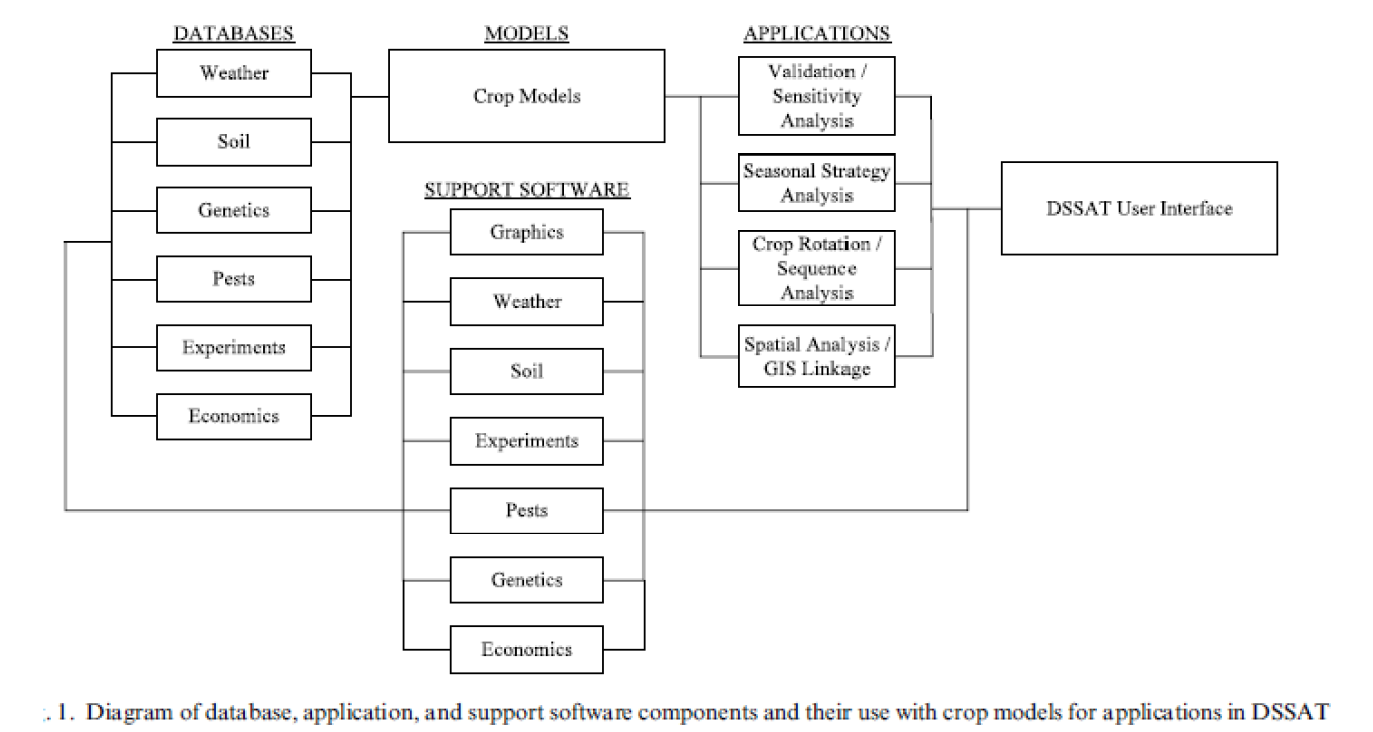 DATABASES
Weather
Soil
Genetics
Pests
Experiments
Economics
MODELS
Crop Models
SUPPORT SOFTWARE
Graphics
Weather
Soil
Experiments
Pests
Genetics
Economics
APPLICATIONS
Validation /
Sensitivity
Analysis
Seasonal Strategy
Analysis
Crop Rotation /
Sequence
Analysis
Spatial Analysis /
GIS Linkage
DSSAT User Interface
. 1. Diagram of database, application, and support software components and their use with crop models for applications in DSSAT